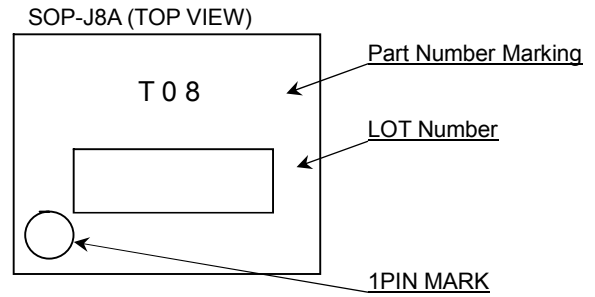 SOP-J8A (TOP VIEW)
Part Number Marking
T 0 8
LOT Number
1PIN MARK